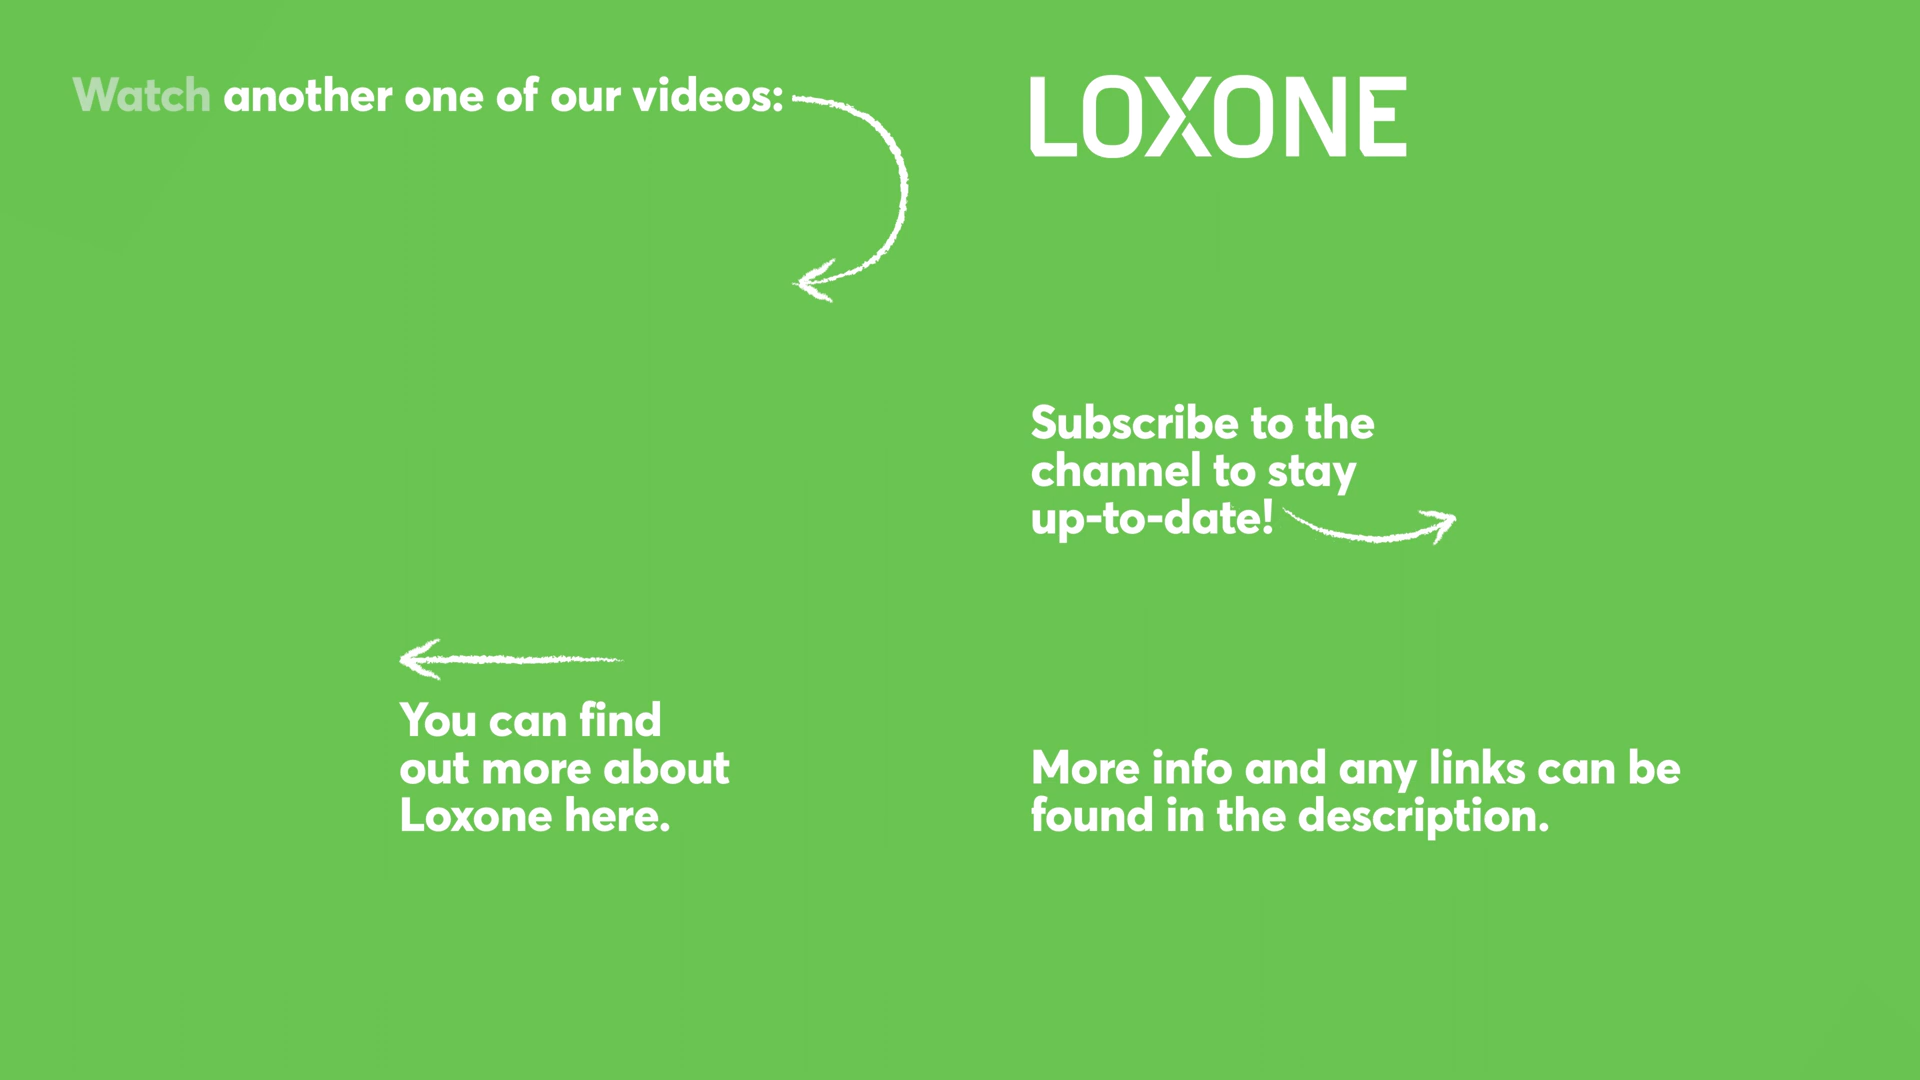 Watch another one of our videos:
LOXONE
Subscribe to the
channel to stay
up-to-date!
You can find
out more about
Loxone here.
More info and any links can be
found in the description.